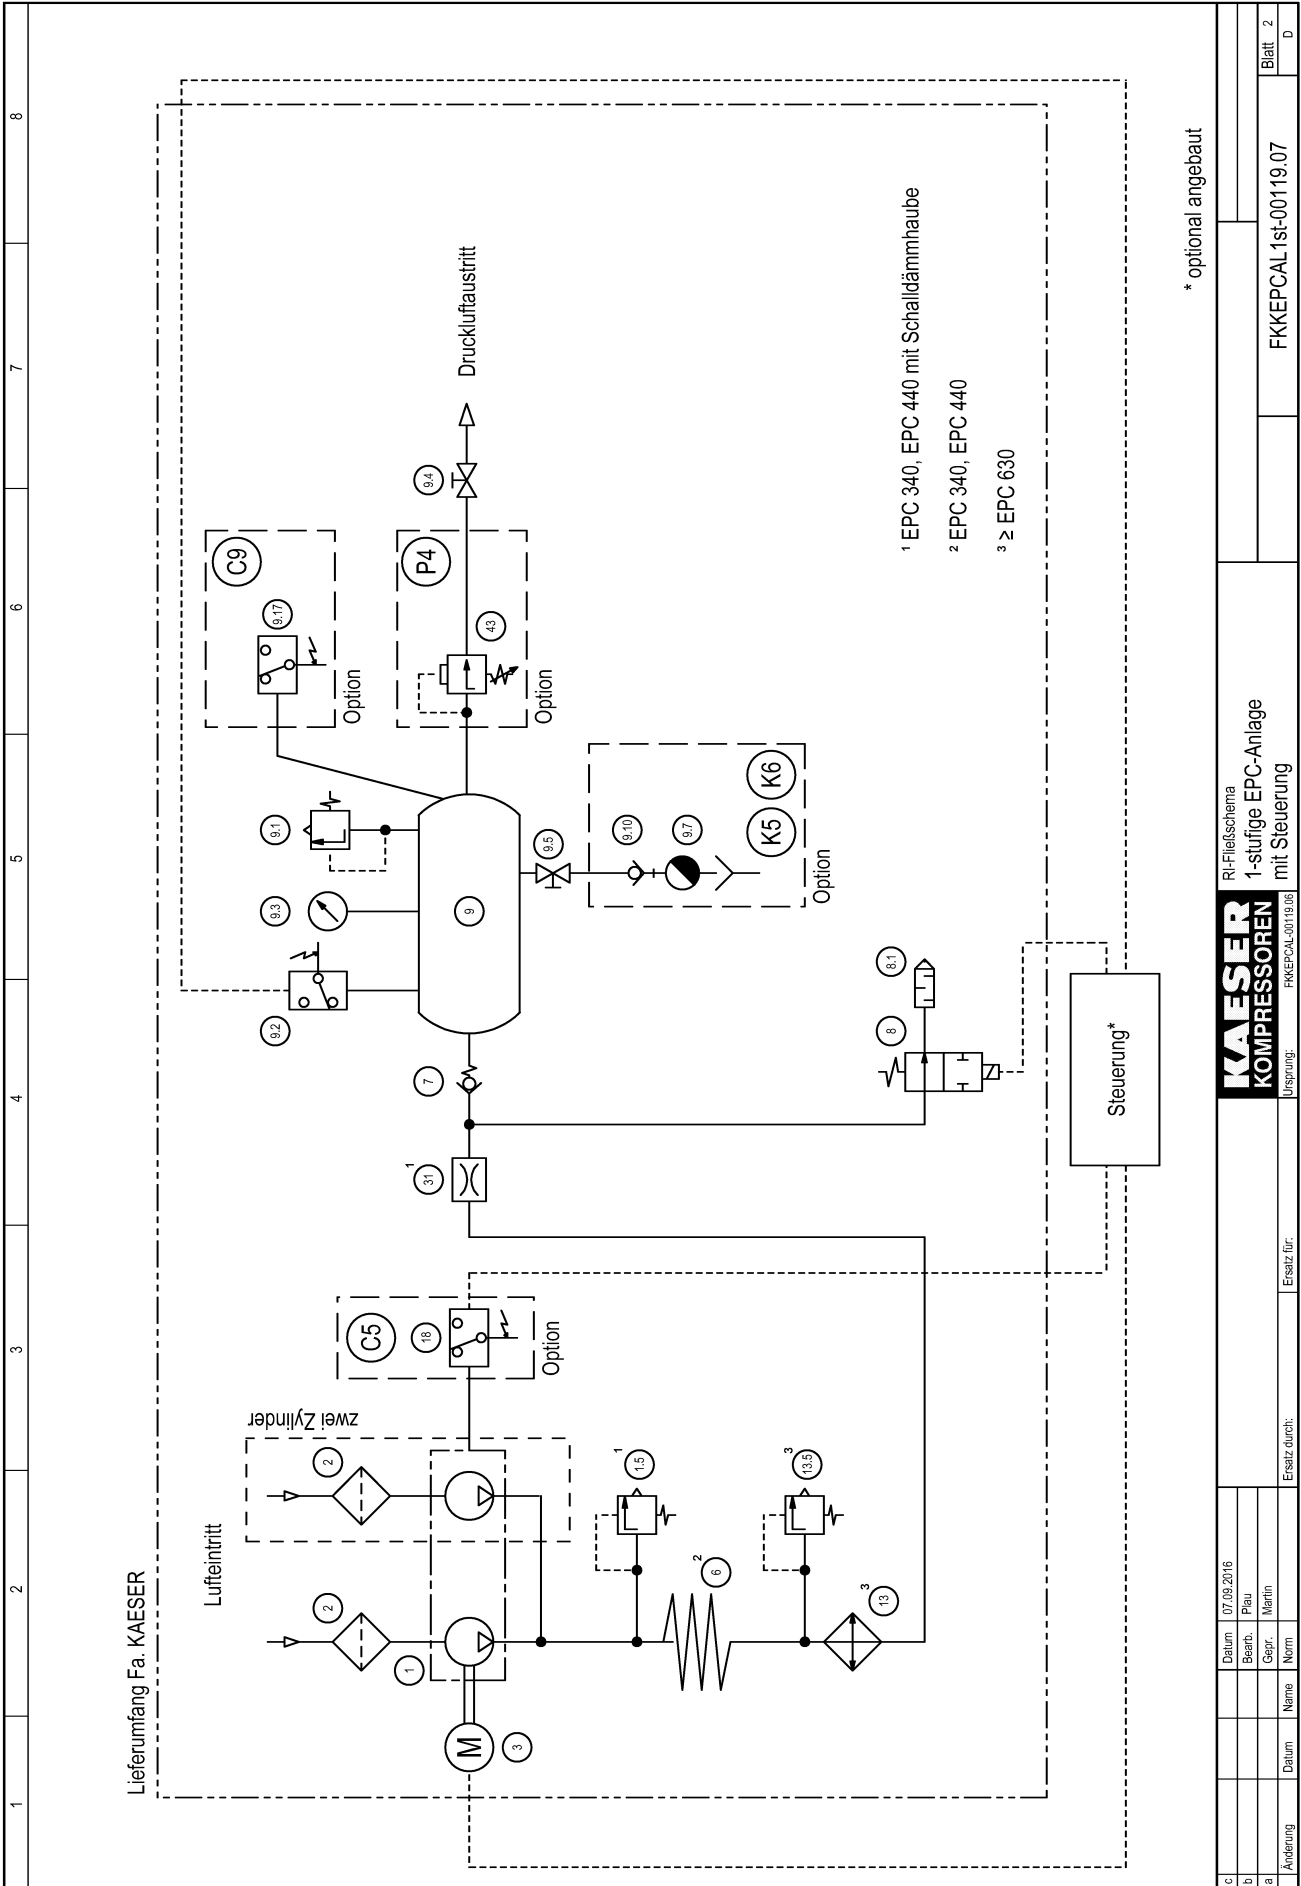 1
2
3
4
5
6
7
8
Lieferumfang Fa. KAESER
Lufteintritt
zwei Zylinder
2
2
1
M
3
C5
18
Option
1.5
1
6
2
13.5
3
13
3
31
1
7
9.2
9.3
9.1
9
9.5
C9
9.17
Option
P4
43
Option
9.4
Druckluftaustritt
9.10
9.7
K5
K6
Option
8
8.1
Steuerung*
1 EPC 340, EPC 440 mit Schalldämmhaube
2 EPC 340, EPC 440
3 ≥ EPC 630
* optional angebaut
c
b
a
Änderung
Datum
Name
Datum 07.09.2016
Bearb. Plau
Gepr. Martin
Norm
Ersatz durch:
Ersatz für:
KAESER
KOMPRESSOREN
Ursprung: FKKEPCAL-00119.06
RI-Fließschema
1-stufige EPC-Anlage
mit Steuerung
FKKEPCAL1st-00119.07
Blatt 2
D